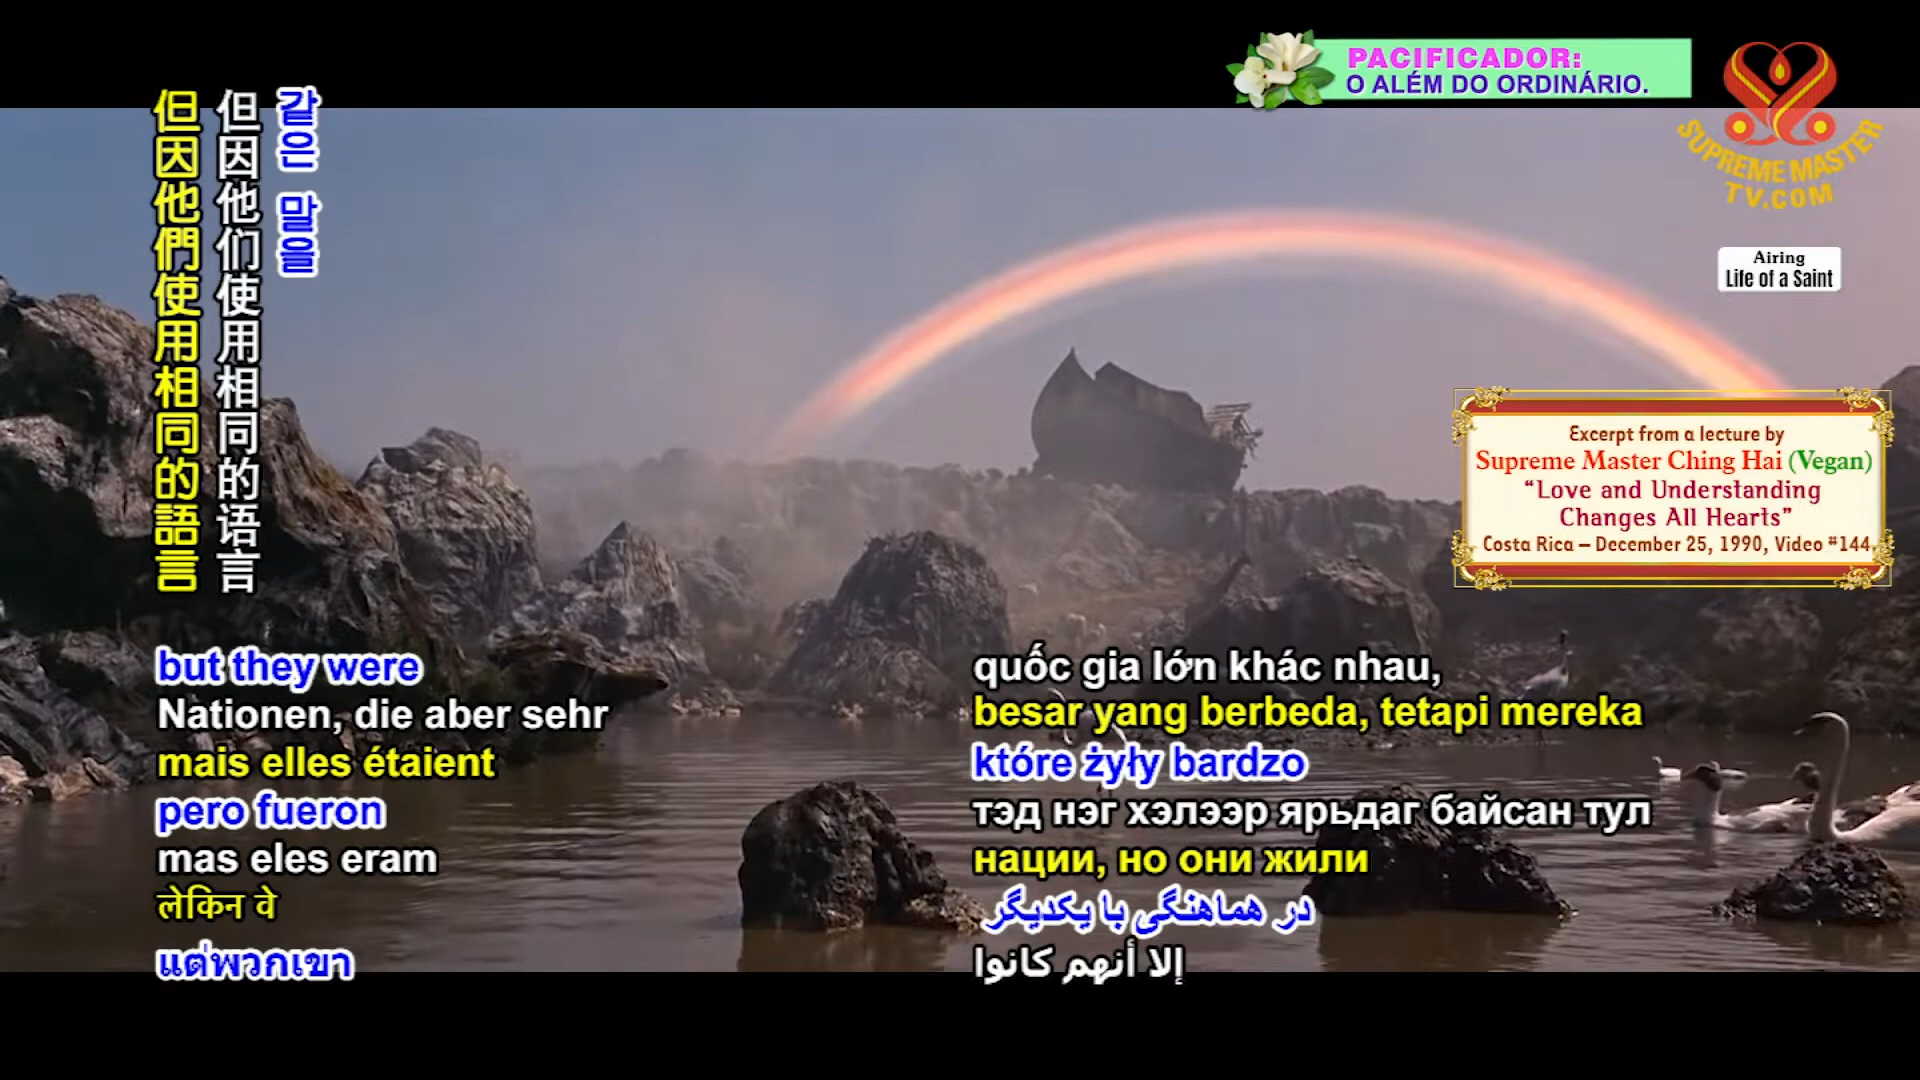 PACIFICADOR:
O ALÉM DO ORDINÁRIO.
SUPREME MASTER
TV.COM
Airing
Life of a Saint
같은 말을
但因他们使用相同的语言
但因他們使用相同的語言
Excerpt from a lecture by
Supreme Master Ching Hai (Vegan)
“Love and Understanding
Changes All Hearts”
Costa Rica – December 25, 1990, Video #144
but they were
Nationen, die aber sehr
mais elles étaient
pero fueron
mas eles eram
लेकिन वे
แต่พวกเขา
quốc gia lớn khác nhau,
besar yang berbeda, tetapi mereka
które żyły bardzo
тэд нэг хэлээр ярьдаг байсан тул
нации, но они жили
در هماهنگی با یکدیگر
إلا أنهم كانوا